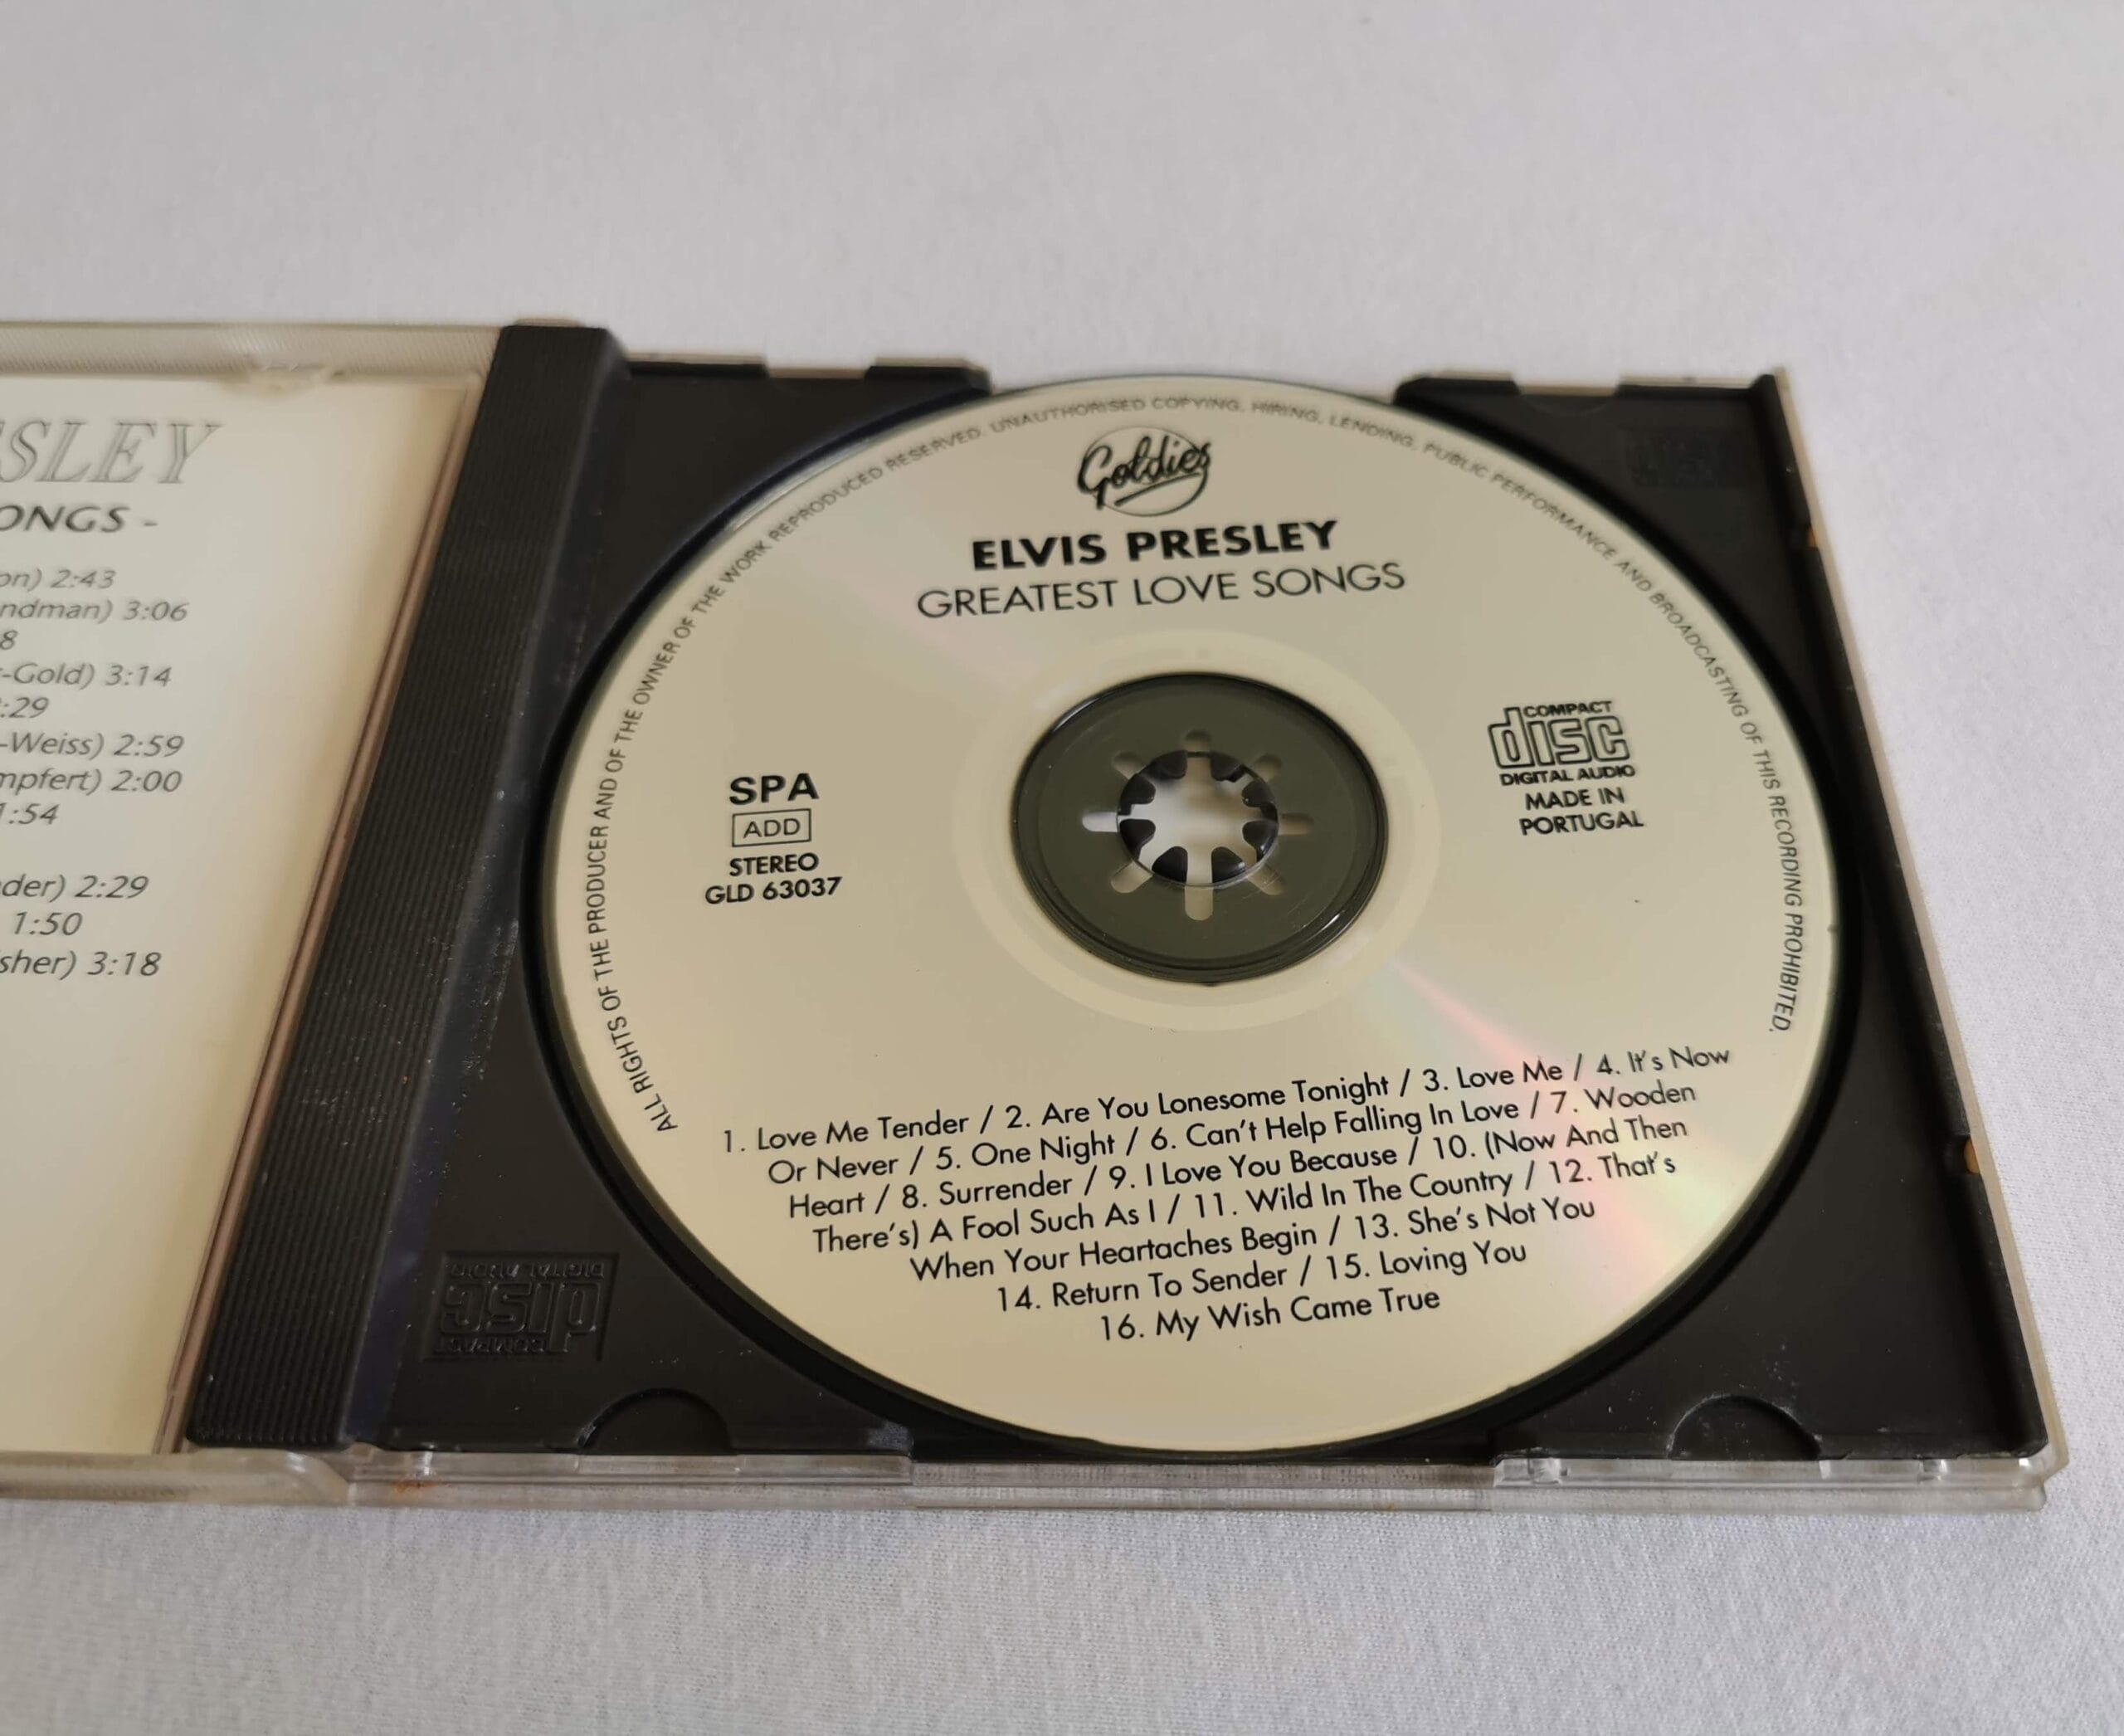 SLEY
ONGS -
on) 2:43
ndman) 3:06
8
-Gold) 3:14
:29
-Weiss) 2:59
mpfert) 2:00
1:54
der) 2:29
1:50
sher) 3:18
ALL RIGHTS OF THE PRODUCER AND OF THE OWNER OF THE WORK REPRODUCED RESERVED. UNAUTHORISED COPYING, HIRING, LENDING, PUBLIC PERFORMANCE AND BROADCASTING OF THIS RECORDING PROHIBITED.
Goldies
ELVIS PRESLEY
GREATEST LOVE SONGS
SPA
ADD
STEREO
GLD 63037
COMPACT
disc
DIGITAL AUDIO
MADE IN
PORTUGAL
1. Love Me Tender / 2. Are You Lonesome Tonight / 3. Love Me / 4. It's Now
Or Never / 5. One Night / 6. Can't Help Falling In Love / 7. Wooden
Heart / 8. Surrender / 9. I Love You Because / 10. (Now And Then
There's) A Fool Such As I / 11. Wild In The Country / 12. That's
When Your Heartaches Begin / 13. She's Not You
14. Return To Sender / 15. Loving You
16. My Wish Came True
COMPACT
disc
DIGITAL AUDIO